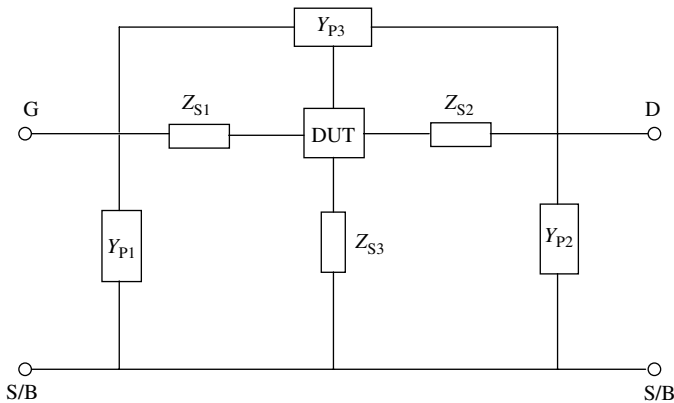 Y_P3
G
Z_S1
Z_S2
D
DUT
Y_P1
Z_S3
Y_P2
S/B
S/B